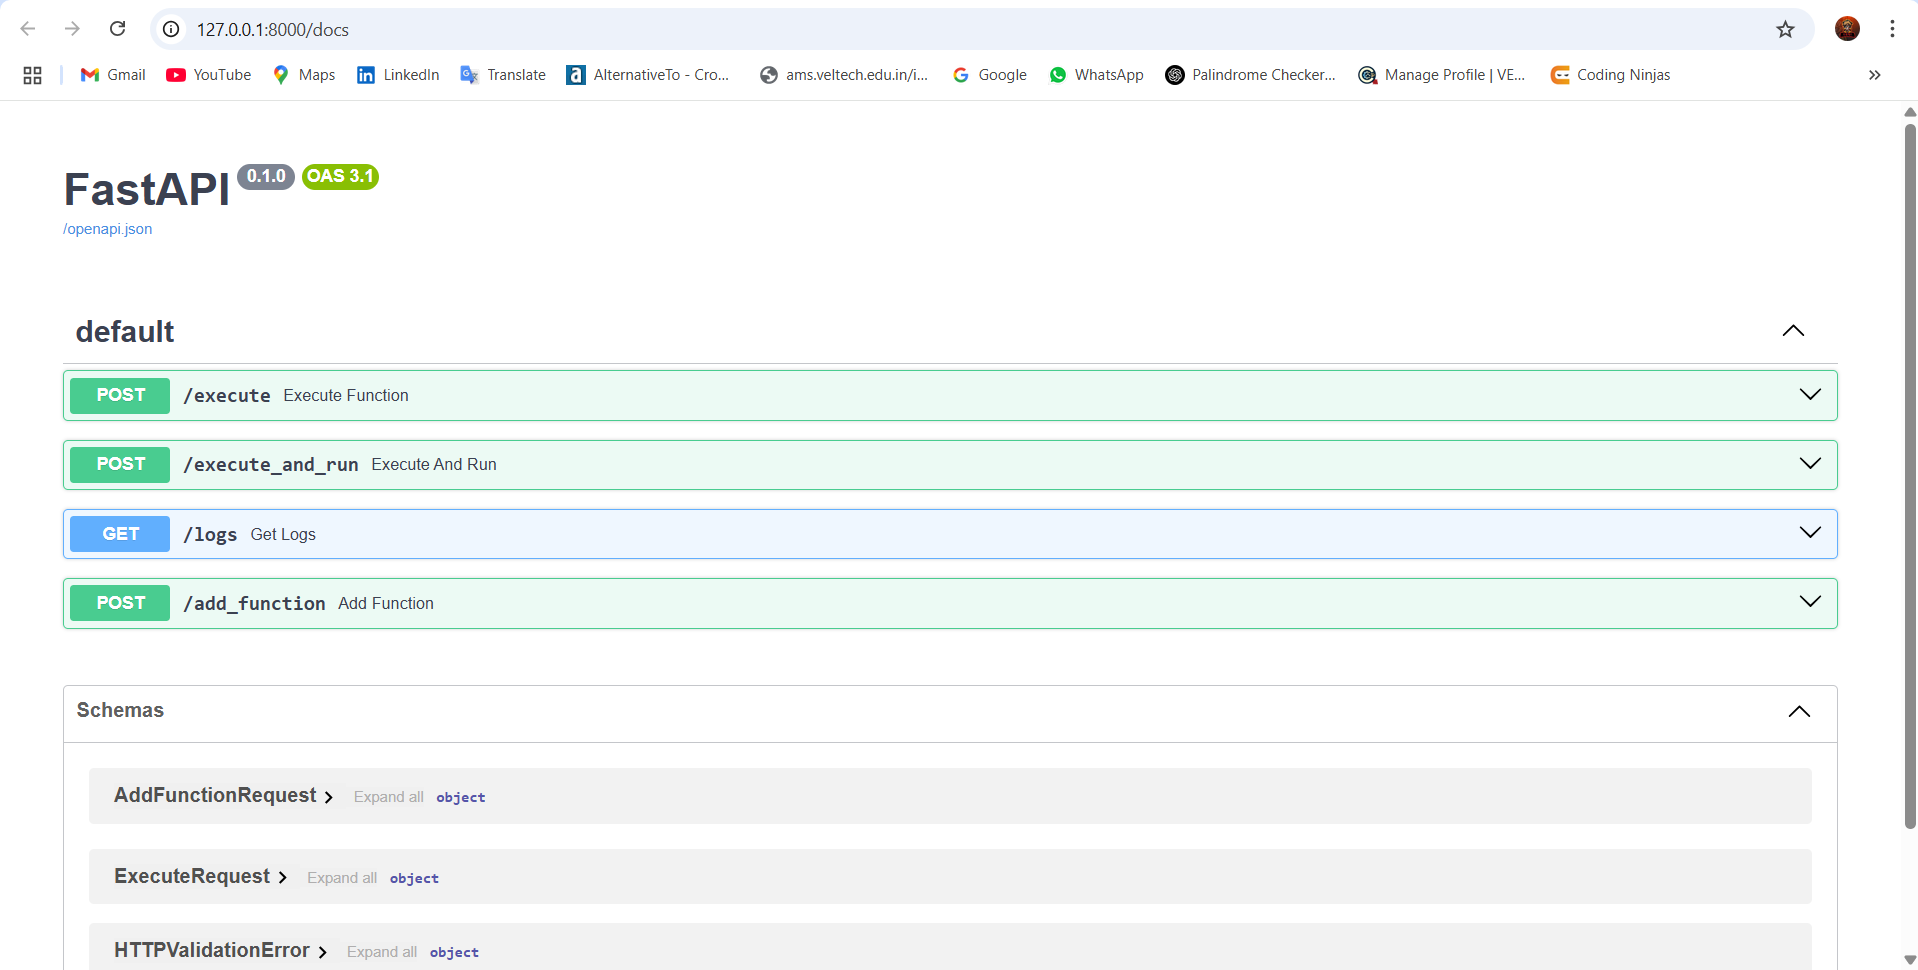 127.0.0.1:8000/docs
Gmail YouTube Maps LinkedIn Translate AlternativeTo - Cro... ams.veltech.edu.in/i... Google WhatsApp Palindrome Checker... Manage Profile | VE... Coding Ninjas »
FastAPI 0.1.0 OAS 3.1
/openapi.json
default
POST /execute Execute Function
POST /execute_and_run Execute And Run
GET /logs Get Logs
POST /add_function Add Function
Schemas
AddFunctionRequest Expand all object
ExecuteRequest Expand all object
HTTPValidationError Expand all object